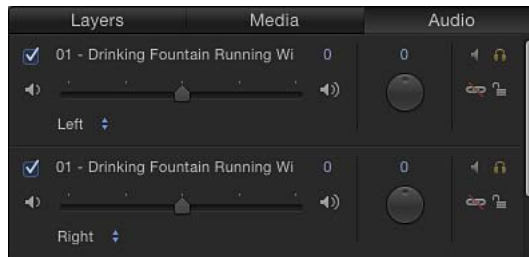 Layers Media Audio
01 - Drinking Fountain Running Wi 0 0
Left
01 - Drinking Fountain Running Wi 0 0
Right